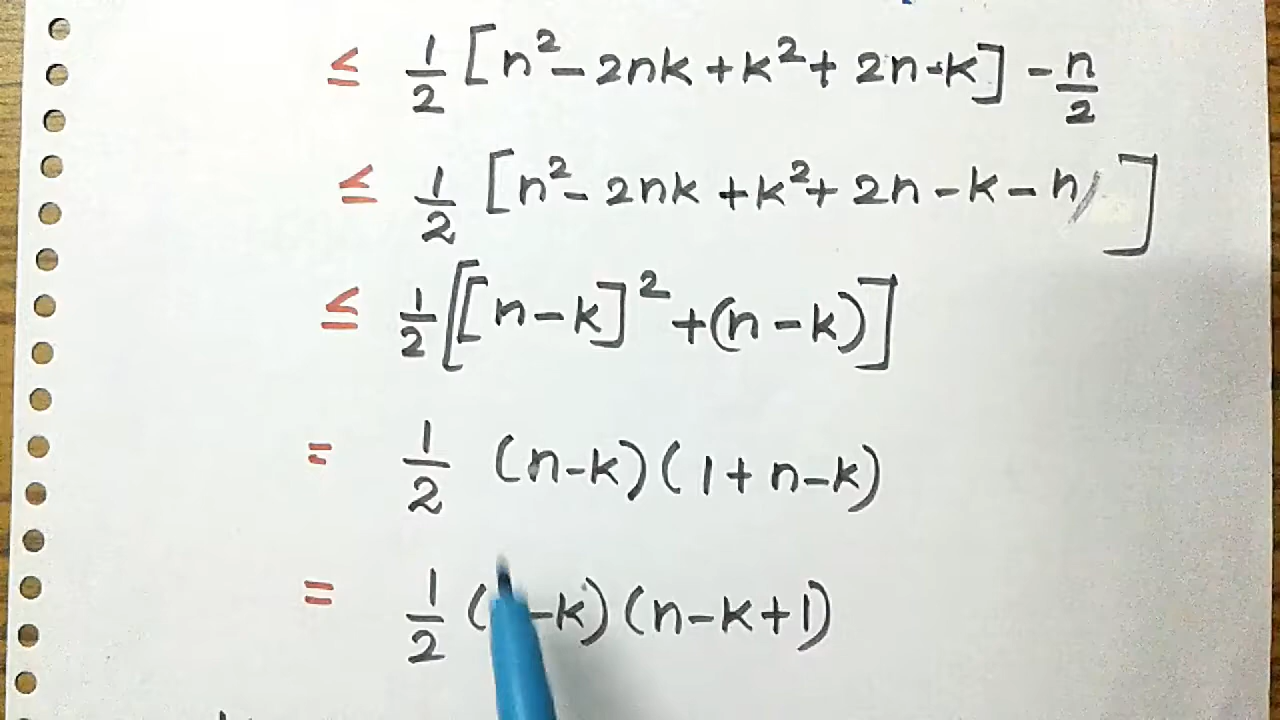 ≤ 1/2 [n² - 2nk + k² + 2n - k] - n/2
≤ 1/2 [n² - 2nk + k² + 2n - k - n]
≤ 1/2 [[n - k]² + (n - k)]
= 1/2 (n - k)(1 + n - k)
= 1/2 ( - k)(n - k + 1)